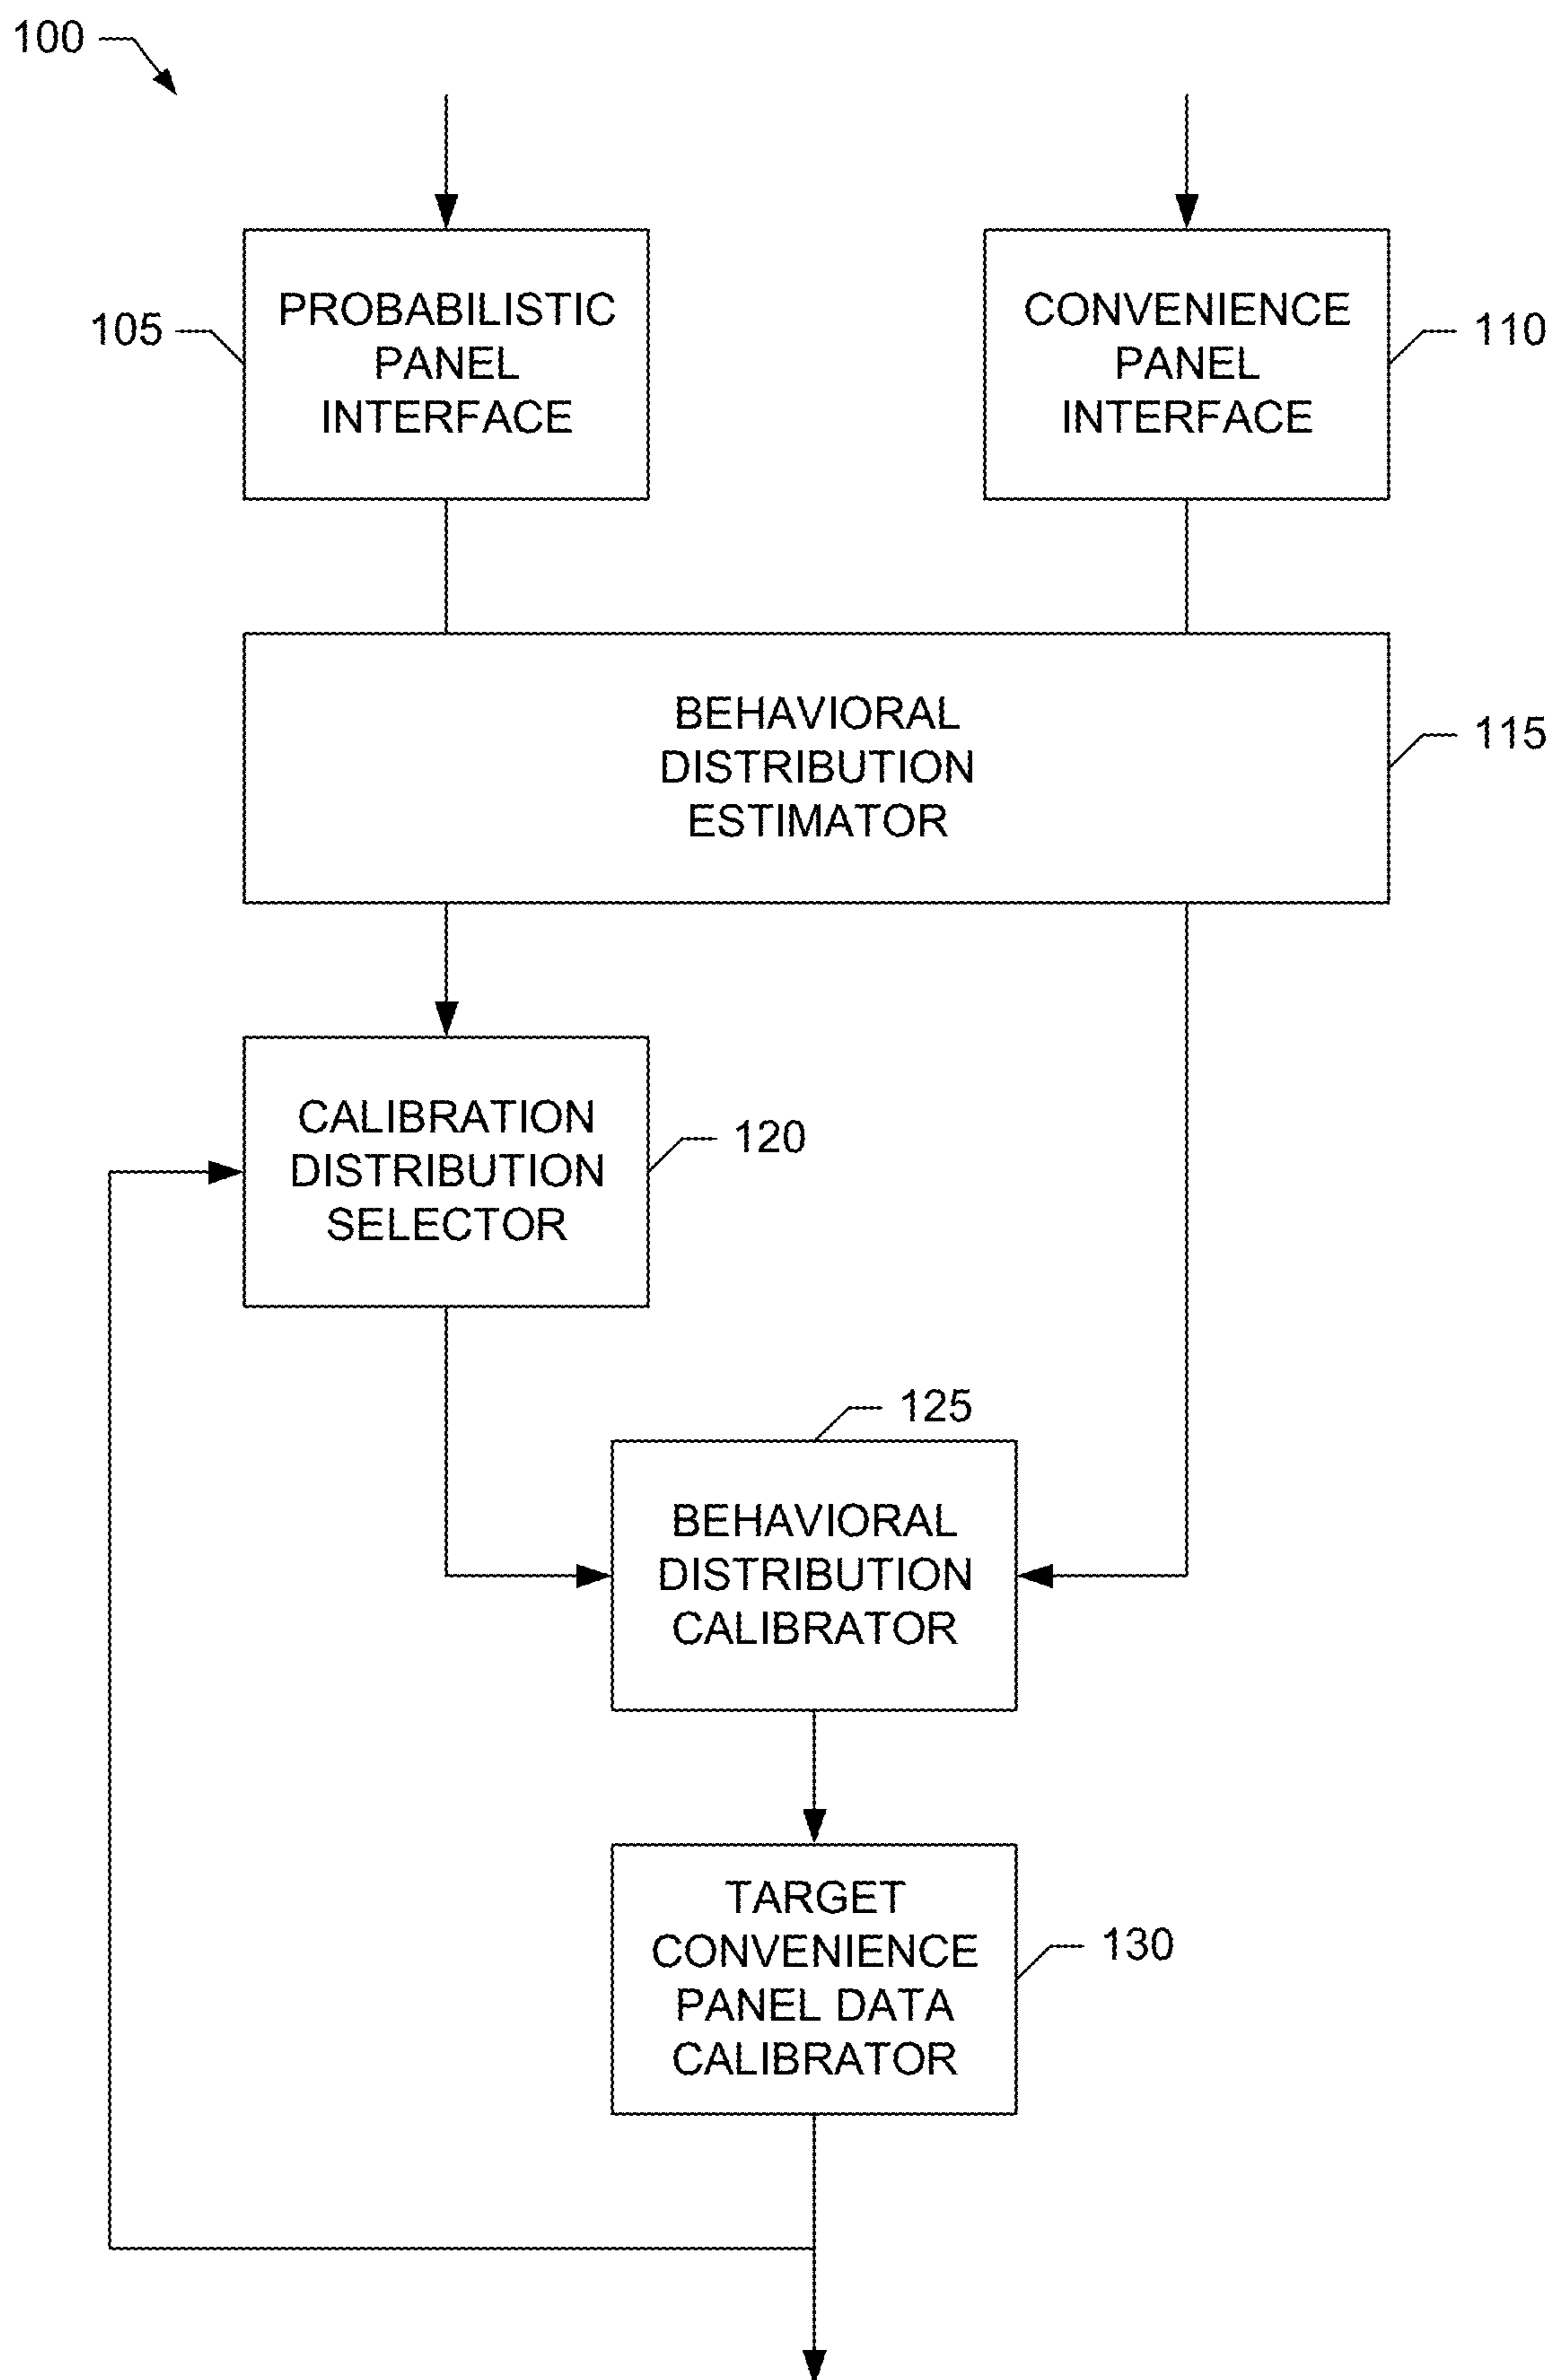 100
PROBABILISTIC
PANEL
INTERFACE
105
CONVENIENCE
PANEL
INTERFACE
110
BEHAVIORAL
DISTRIBUTION
ESTIMATOR
115
CALIBRATION
DISTRIBUTION
SELECTOR
120
125
BEHAVIORAL
DISTRIBUTION
CALIBRATOR
TARGET
CONVENIENCE
PANEL DATA
CALIBRATOR
130